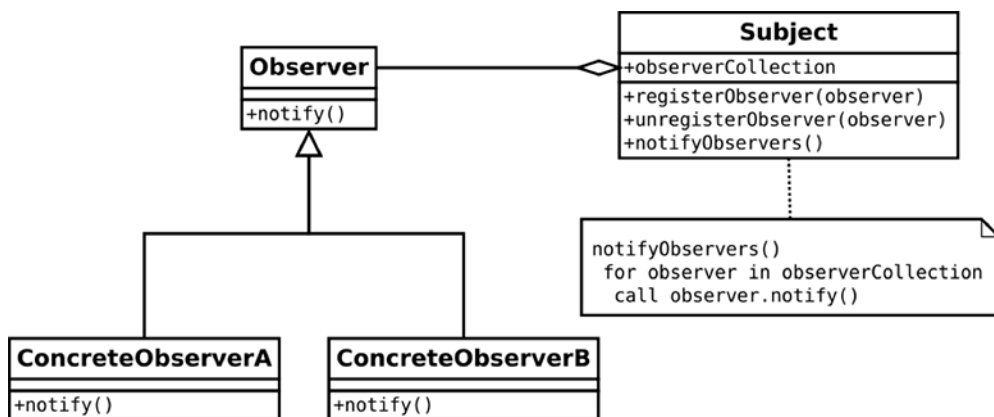 Observer
+notify()
Subject
+observerCollection
+registerObserver(observer)
+unregisterObserver(observer)
+notifyObservers()
notifyObservers()
for observer in observerCollection
call observer.notify()
ConcreteObserverA
+notify()
ConcreteObserverB
+notify()